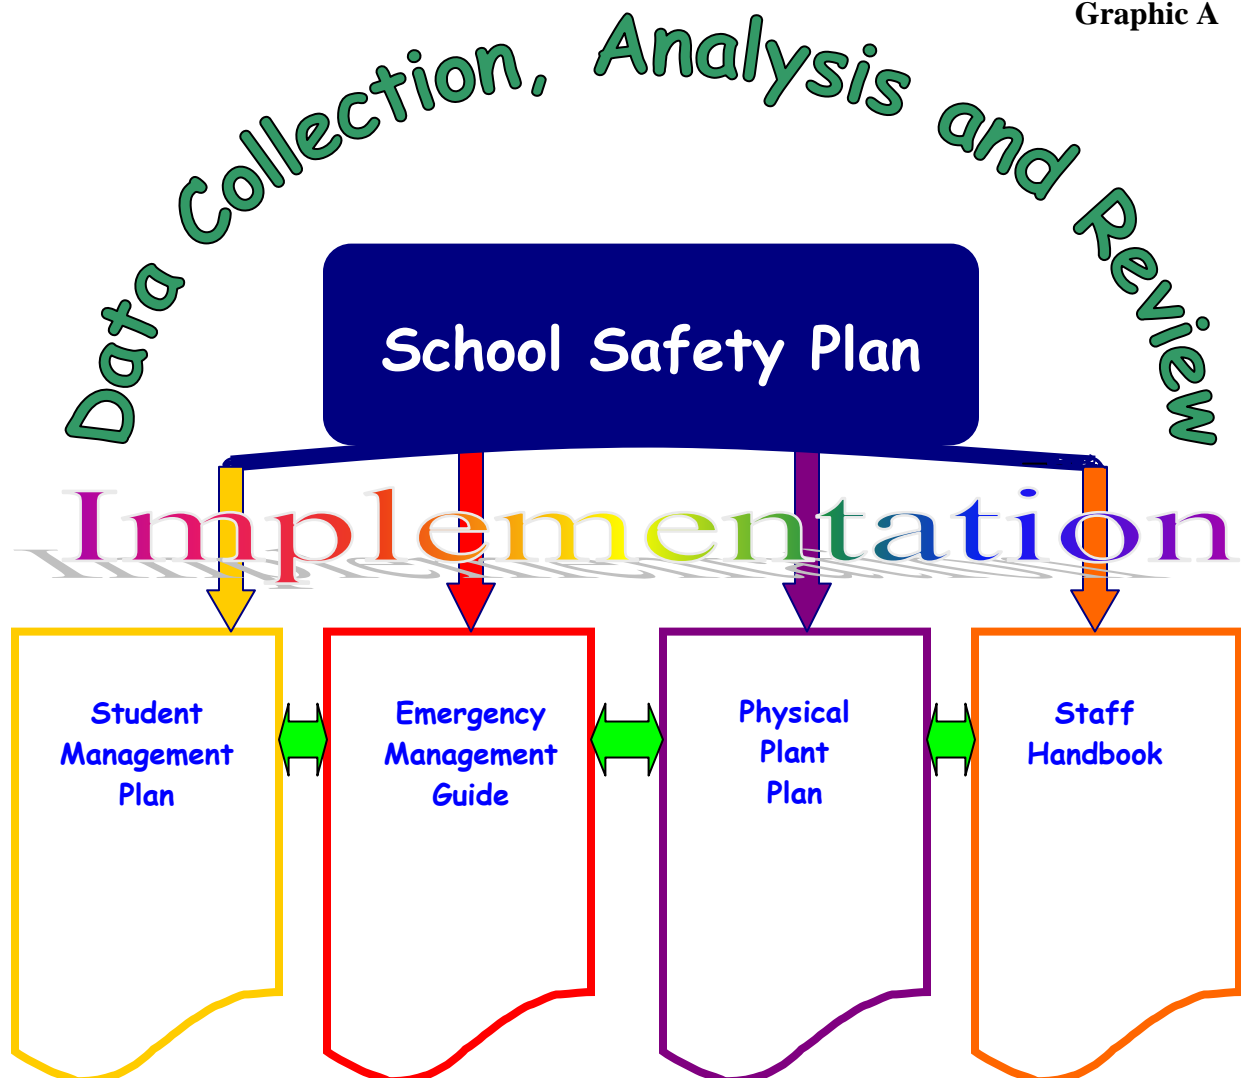 Graphic A
Data Collection, Analysis and Review
School Safety Plan
Implementation
Student
Management
Plan
Emergency
Management
Guide
Physical
Plant
Plan
Staff
Handbook